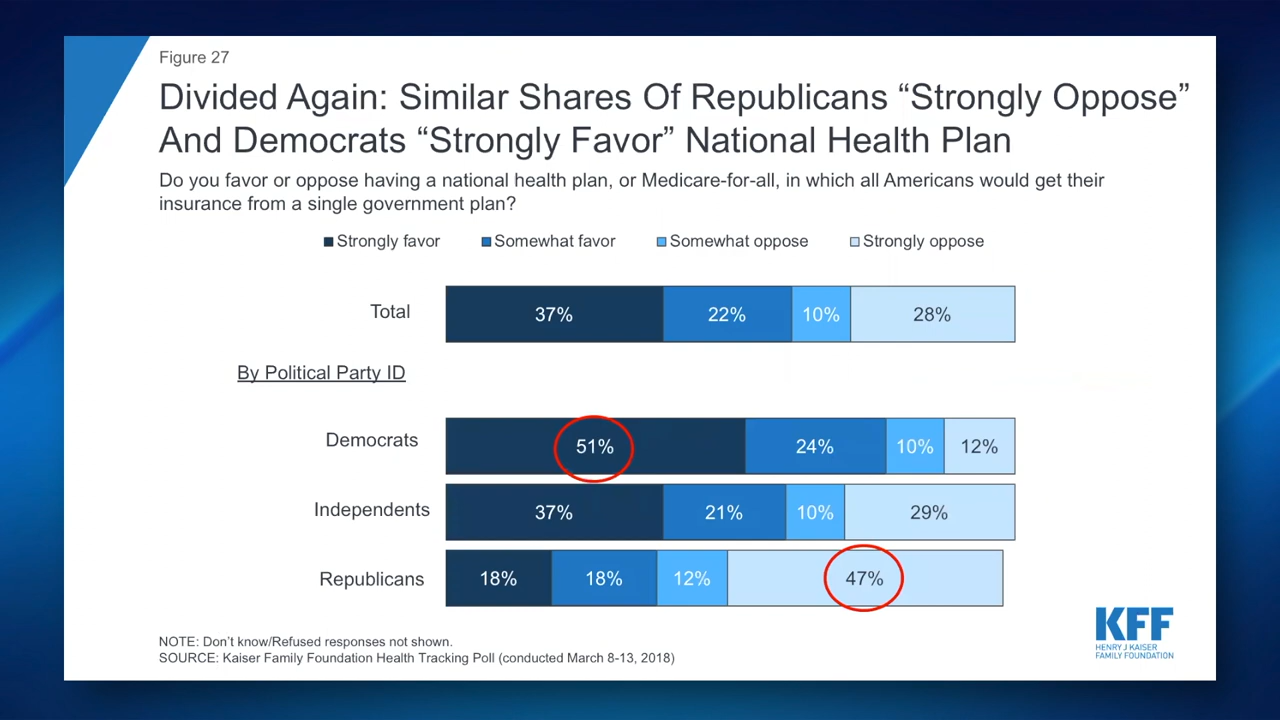 Figure 27
Divided Again: Similar Shares Of Republicans “Strongly Oppose”
And Democrats “Strongly Favor” National Health Plan
Do you favor or oppose having a national health plan, or Medicare-for-all, in which all Americans would get their
insurance from a single government plan?
Strongly favor Somewhat favor Somewhat oppose Strongly oppose
Total 37% 22% 10% 28%
By Political Party ID
Democrats 51% 24% 10% 12%
Independents 37% 21% 10% 29%
Republicans 18% 18% 12% 47%
NOTE: Don’t know/Refused responses not shown.
SOURCE: Kaiser Family Foundation Health Tracking Poll (conducted March 8-13, 2018)
KFF
HENRY J KAISER
FAMILY FOUNDATION